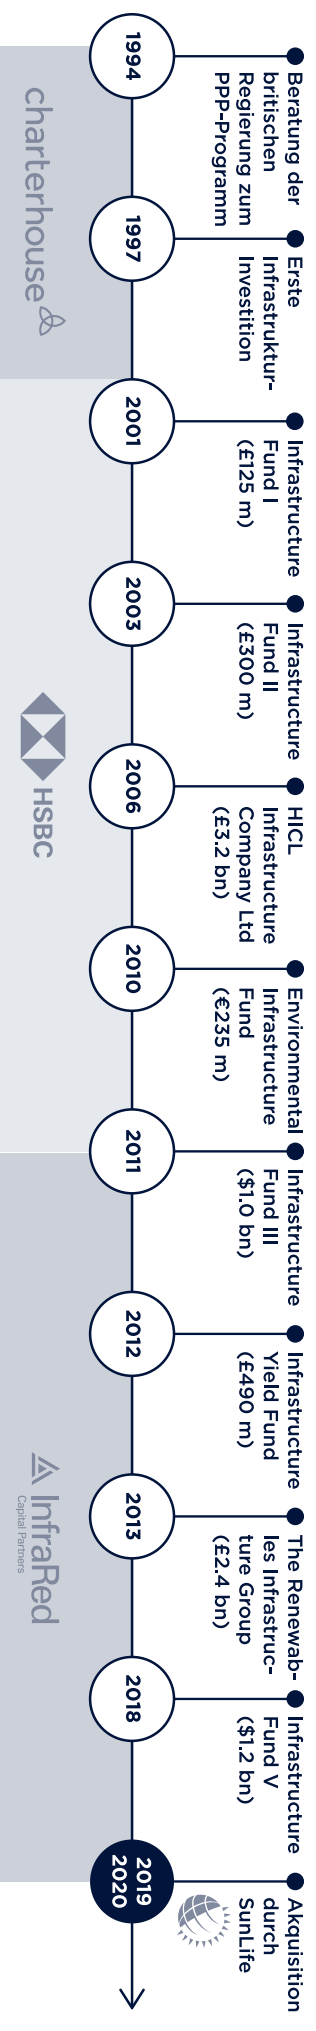 1994
Beratung der
britischen
Regierung zum
PPP-Programm
1997
Erste
Infrastruktur-
Investition
2001
Infrastructure
Fund I
(£125 m)
2003
Infrastructure
Fund II
(£300 m)
2006
HICL
Infrastructure
Company Ltd
(£3.2 bn)
2010
Environmental
Infrastructure
Fund
(€235 m)
2011
Infrastructure
Fund III
($1.0 bn)
2012
Infrastructure
Yield Fund
(£490 m)
2013
The Renewab-
les Infrastruc-
ture Group
(£2.4 bn)
2018
Infrastructure
Fund V
($1.2 bn)
2019
2020
Akquisition
durch
SunLife
charterhouse
HSBC
InfraRed
Capital Partners